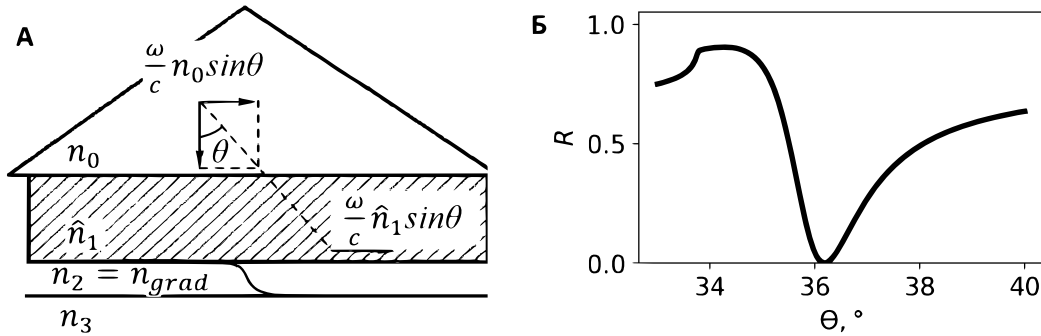 А
ω/c n₀sinθ
θ
n₀
ω/c n̂₁sinθ
n̂₁
n₂ = n_grad
n₃
Б
1.0
0.5
0.0
R
34 36 38 40
Θ, °